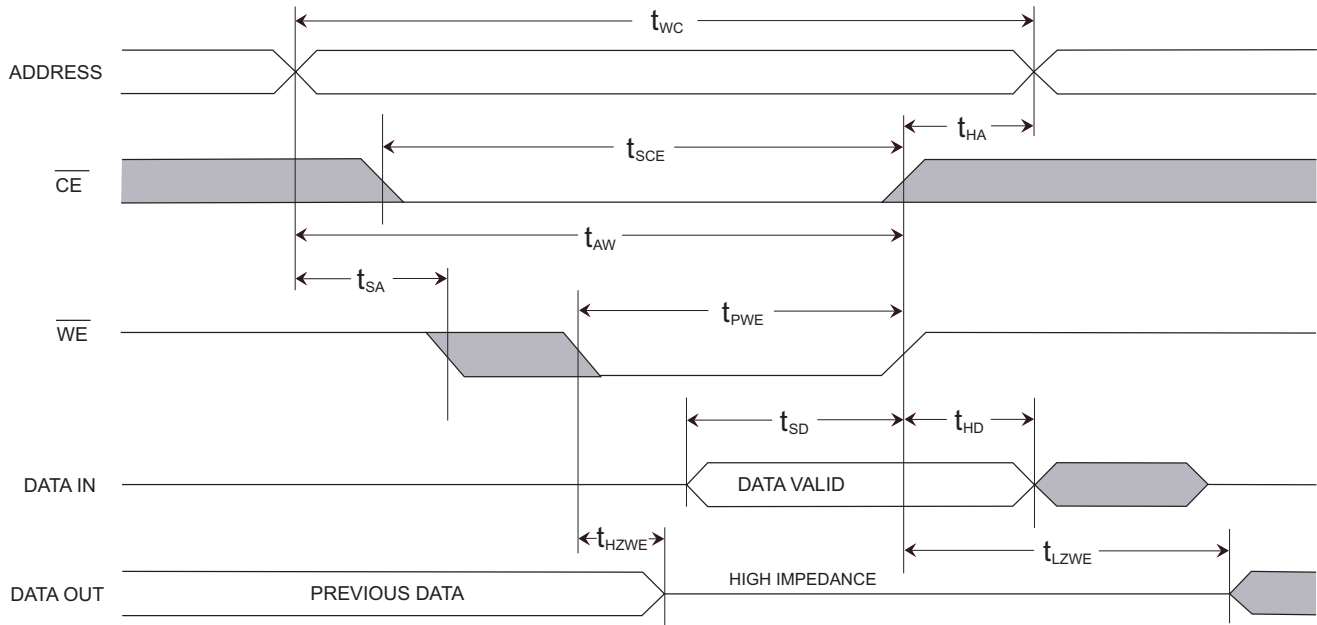 tWC
ADDRESS
tHA
tSCE
CE
tAW
tSA
tPWE
WE
tSD
tHD
DATA IN
DATA VALID
tHZWE
tLZWE
HIGH IMPEDANCE
DATA OUT
PREVIOUS DATA